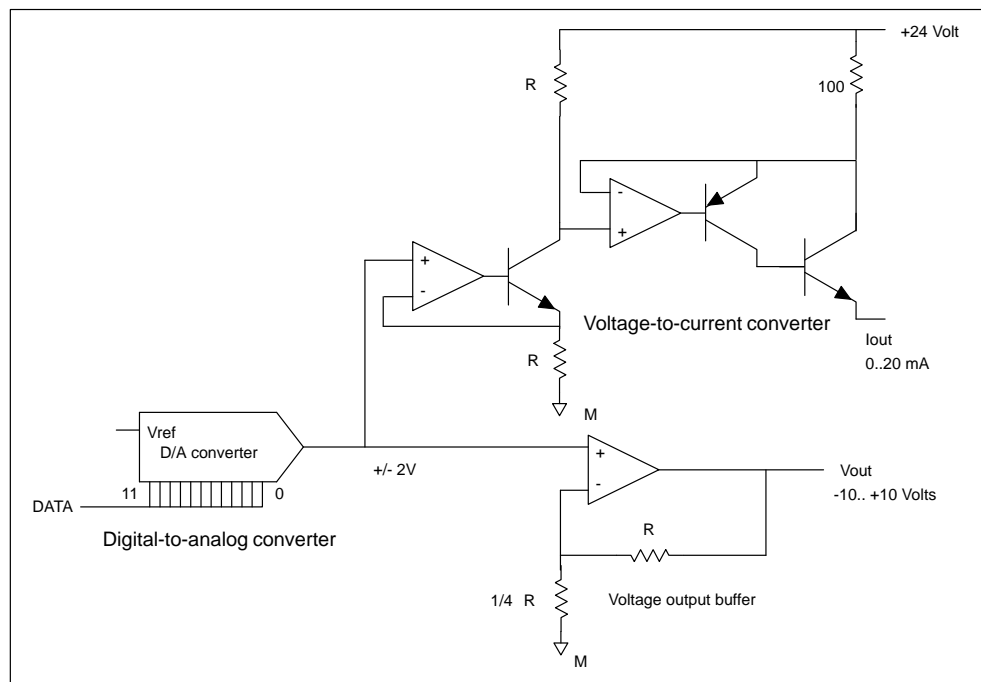 +24 Volt
R
100
-
+
+
-
Voltage-to-current converter
Iout
0..20 mA
R
M
Vref
D/A converter
+/- 2V
11
0
DATA
Digital-to-analog converter
+
-
Vout
-10.. +10 Volts
R
1/4 R
Voltage output buffer
M